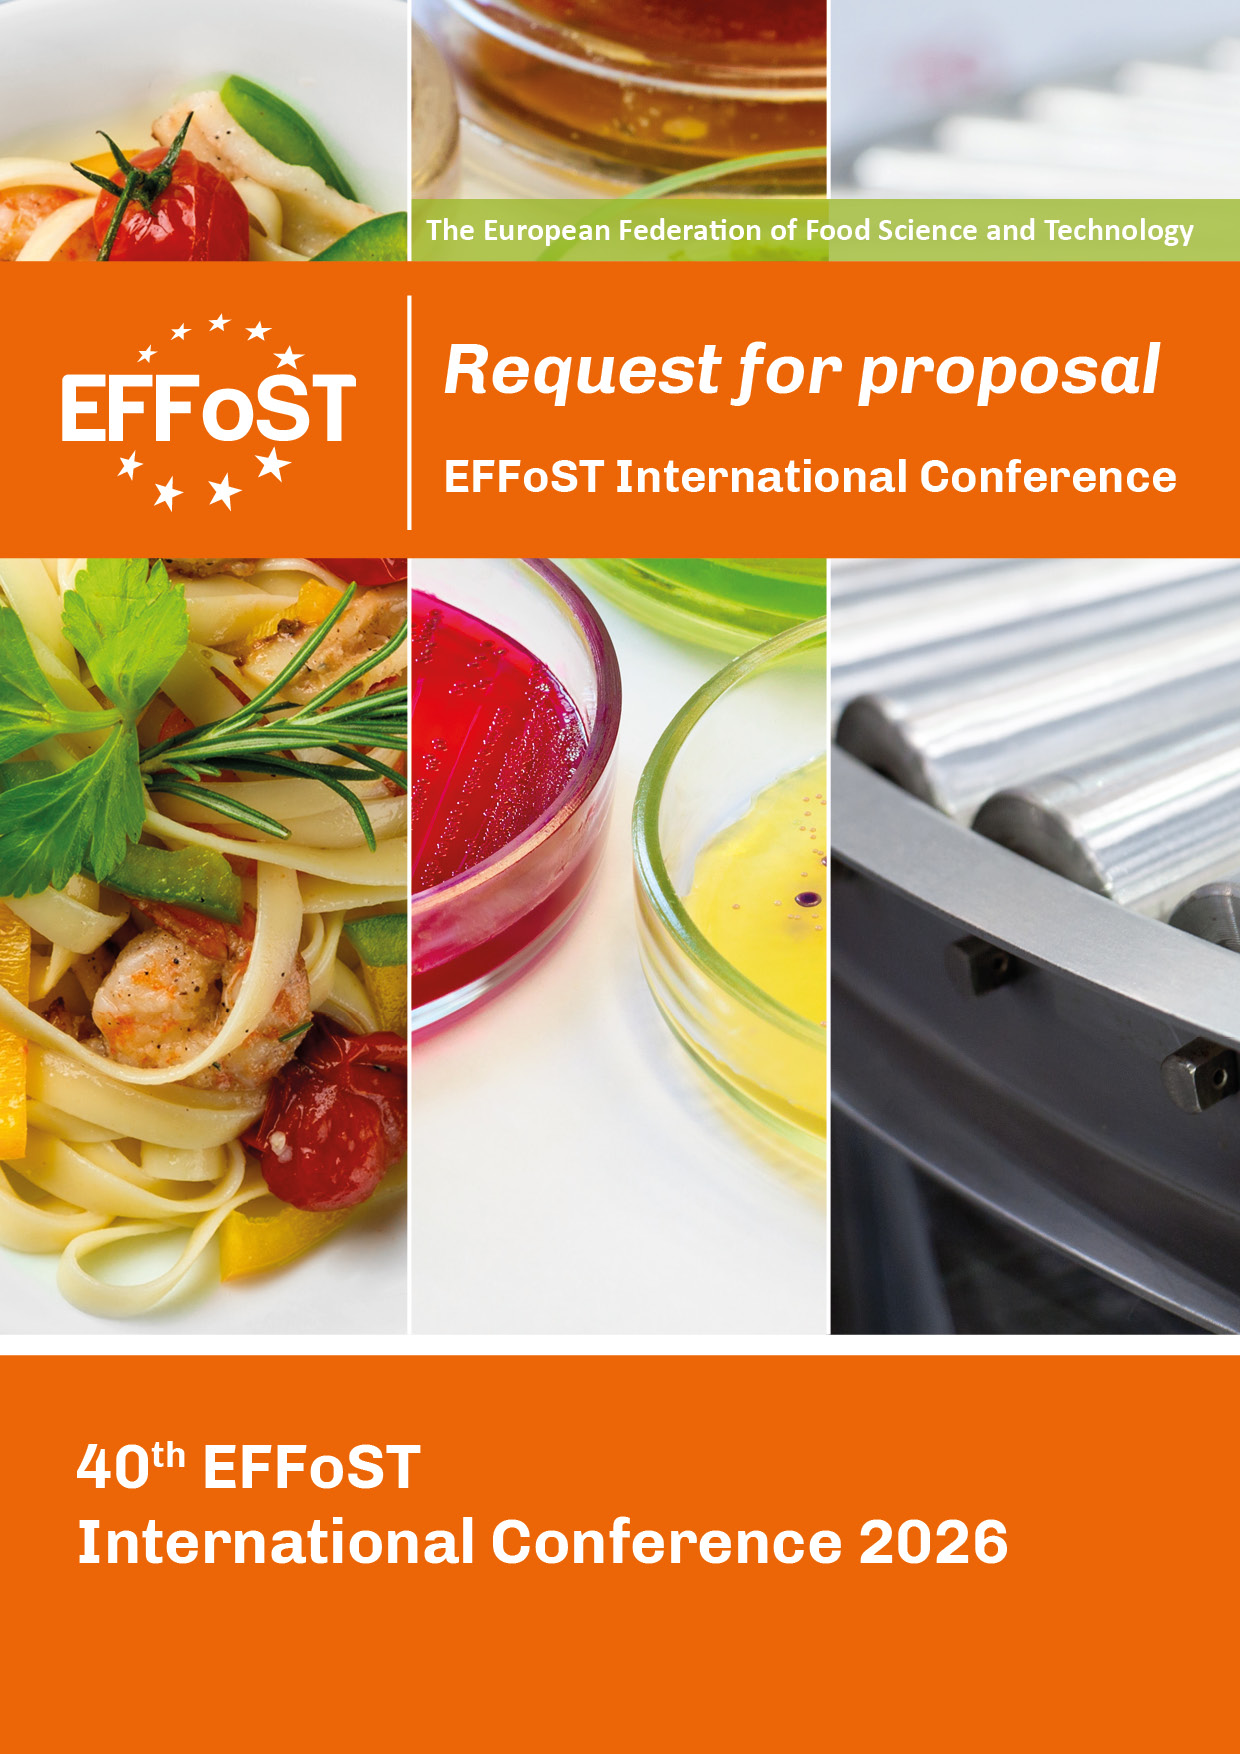 The European Federation of Food Science and Technology
EFFoST
Request for proposal
EFFoST International Conference
40th EFFoST
International Conference 2026